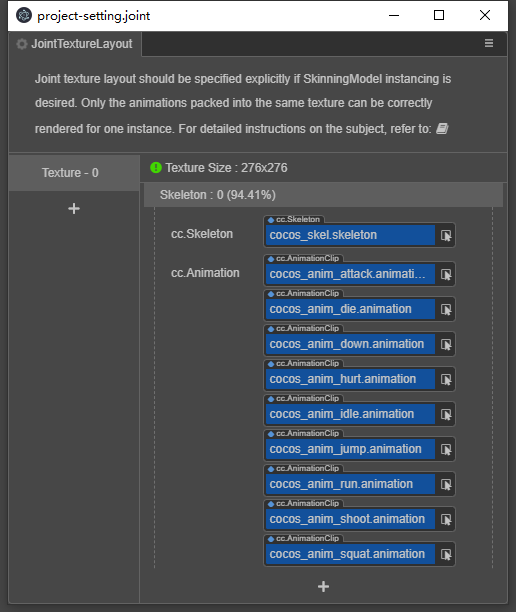 project-setting.joint
JointTextureLayout
Joint texture layout should be specified explicitly if SkinningModel instancing is
desired. Only the animations packed into the same texture can be correctly
rendered for one instance. For detailed instructions on the subject, refer to:
Texture - 0
Texture Size : 276x276
Skeleton : 0 (94.41%)
cc.Skeleton
cc.Skeleton
cocos_skel.skeleton
cc.Animation
cc.AnimationClip
cocos_anim_attack.animati...
cc.AnimationClip
cocos_anim_die.animation
cc.AnimationClip
cocos_anim_down.animation
cc.AnimationClip
cocos_anim_hurt.animation
cc.AnimationClip
cocos_anim_idle.animation
cc.AnimationClip
cocos_anim_jump.animation
cc.AnimationClip
cocos_anim_run.animation
cc.AnimationClip
cocos_anim_shoot.animation
cc.AnimationClip
cocos_anim_squat.animation